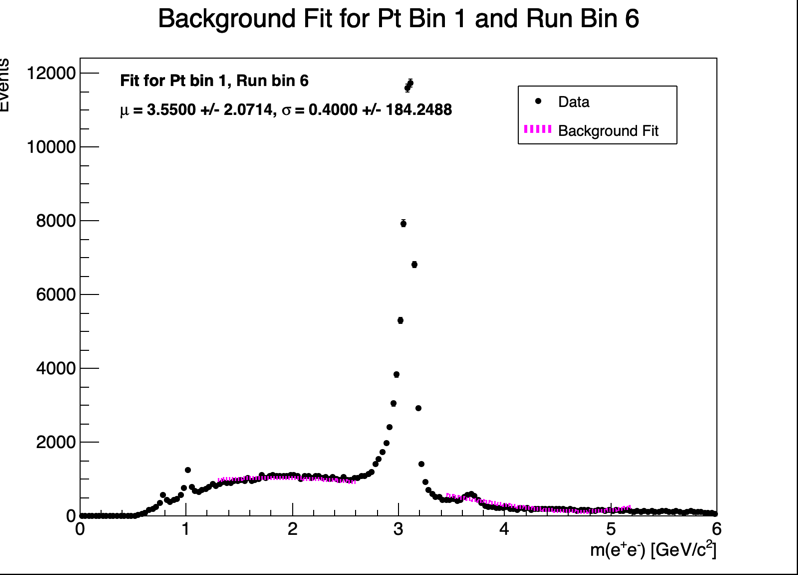 Background Fit for Pt Bin 1 and Run Bin 6
Events
12000
10000
8000
6000
4000
2000
0
Fit for Pt bin 1, Run bin 6
μ = 3.5500 +/- 2.0714, σ = 0.4000 +/- 184.2488
Data
Background Fit
0 1 2 3 4 5 6
m(e⁺e⁻) [GeV/c²]